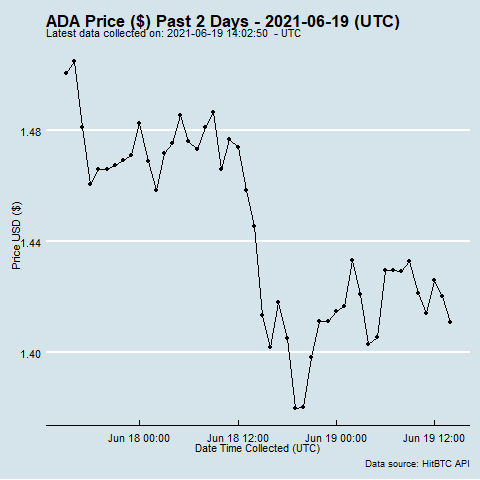 ADA Price ($) Past 2 Days - 2021-06-19 (UTC)
Latest data collected on: 2021-06-19 14:02:50 - UTC
Price USD ($)
1.48
1.44
1.40
Jun 18 00:00 Jun 18 12:00 Jun 19 00:00 Jun 19 12:00
Date Time Collected (UTC)
Data source: HitBTC API